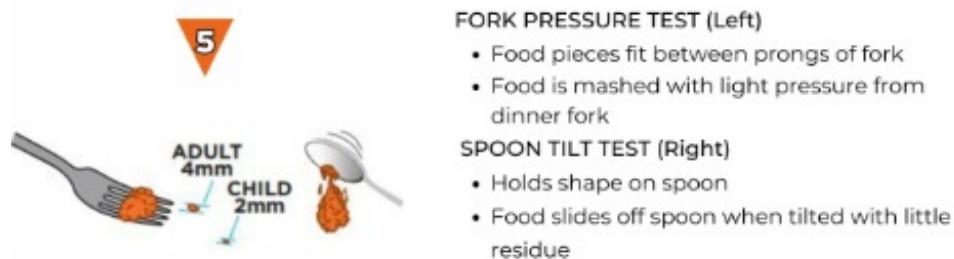 5
ADULT
4mm
CHILD
2mm
FORK PRESSURE TEST (Left)
• Food pieces fit between prongs of fork
• Food is mashed with light pressure from
dinner fork
SPOON TILT TEST (Right)
• Holds shape on spoon
• Food slides off spoon when tilted with little
residue